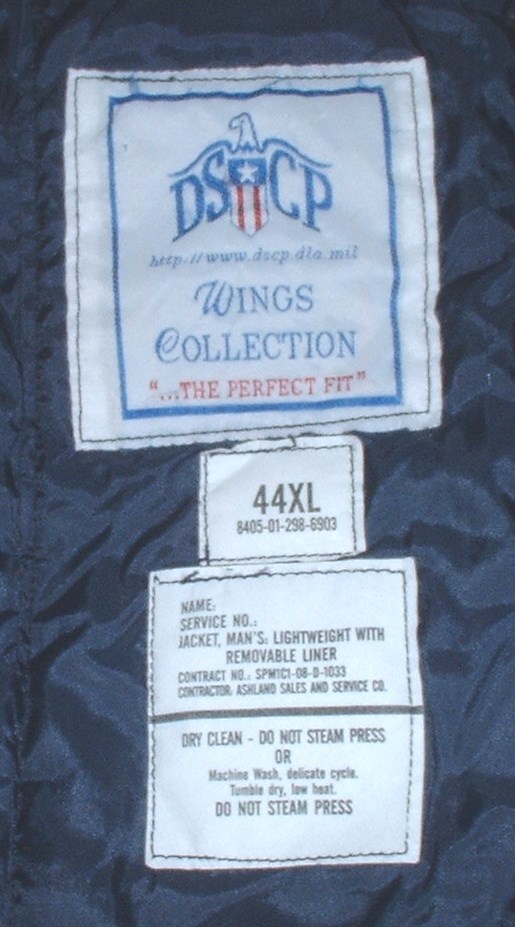 DSCP
http://www.dscp.dla.mil
WINGS
COLLECTION
"...THE PERFECT FIT"
44XL
8405-01-298-6903
NAME:
SERVICE NO.:
JACKET, MAN'S: LIGHTWEIGHT WITH
REMOVABLE LINER
CONTRACT NO.: SPM1C1-08-D-1033
CONTRACTOR: ASHLAND SALES AND SERVICE CO.
DRY CLEAN - DO NOT STEAM PRESS
OR
Machine Wash, delicate cycle.
Tumble dry, low heat.
DO NOT STEAM PRESS